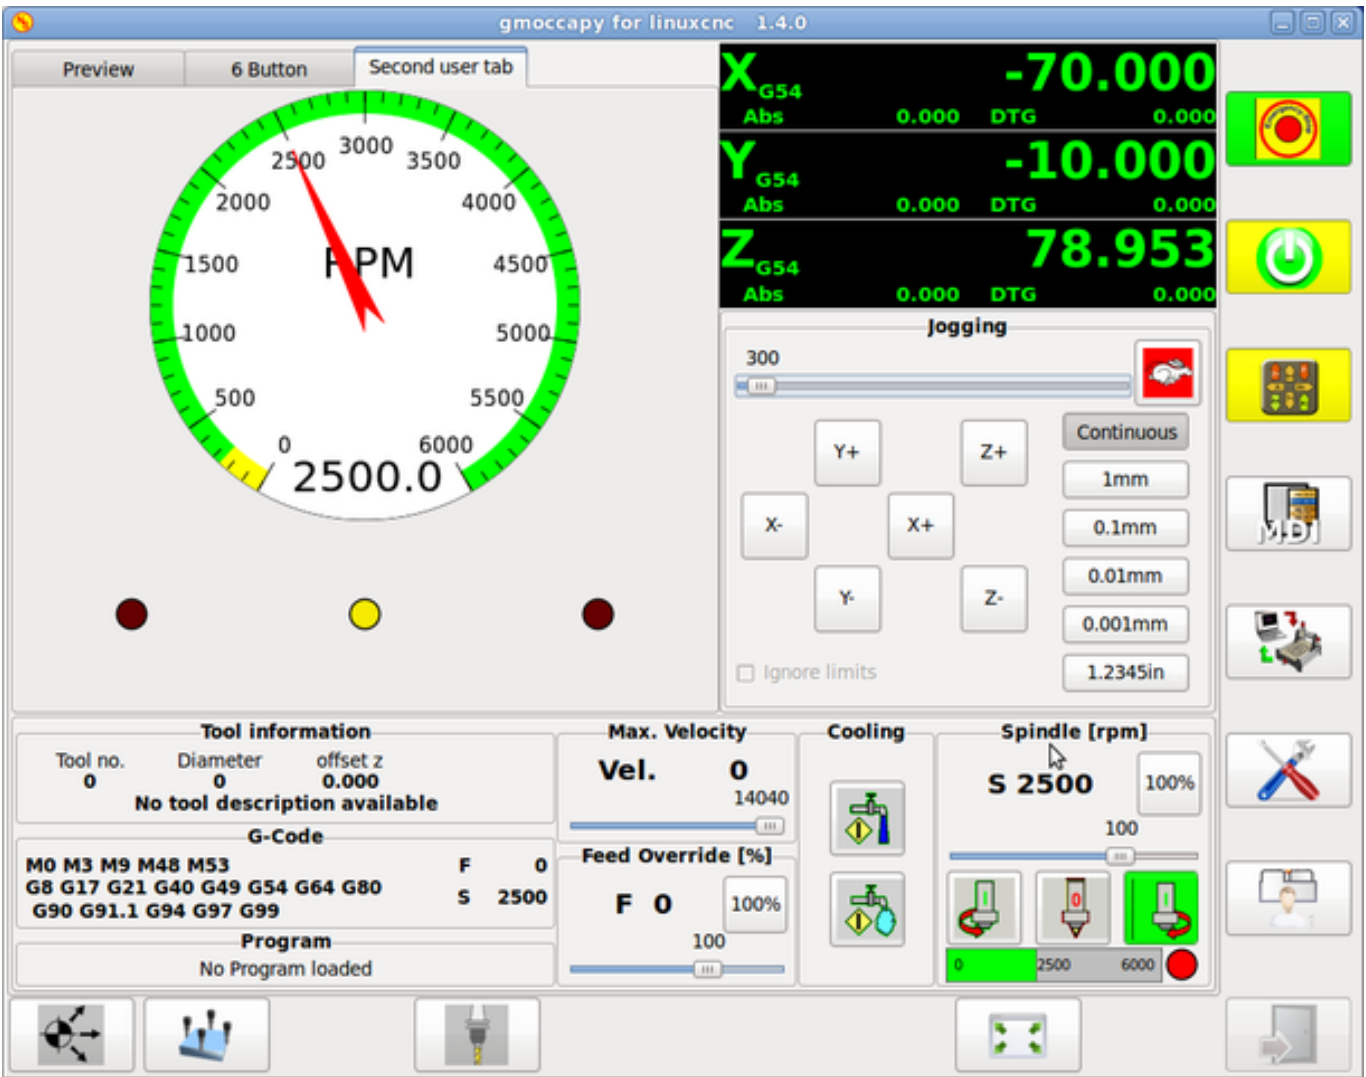 gmoccapy for linuxcnc 1.4.0
Preview 6 Button Second user tab
0
500
1000
1500
2000
2500
3000
3500
4000
4500
5000
5500
6000
RPM
2500.0
X G54 -70.000
Abs 0.000 DTG 0.000
Y G54 -10.000
Abs 0.000 DTG 0.000
Z G54 78.953
Abs 0.000 DTG 0.000
Jogging
300
Y+
Z+
X-
X+
Y-
Z-
Continuous
1mm
0.1mm
0.01mm
0.001mm
1.2345in
Ignore limits
MDI
Tool information
Tool no. Diameter offset z
0 0 0.000
No tool description available
G-Code
M0 M3 M9 M48 M53
G8 G17 G21 G40 G49 G54 G64 G80
G90 G91.1 G94 G97 G99
F 0
S 2500
Program
No Program loaded
Max. Velocity
Vel. 0
14040
Feed Override [%]
F 0 100%
100
Cooling
Spindle [rpm]
S 2500 100%
100
0 2500 6000